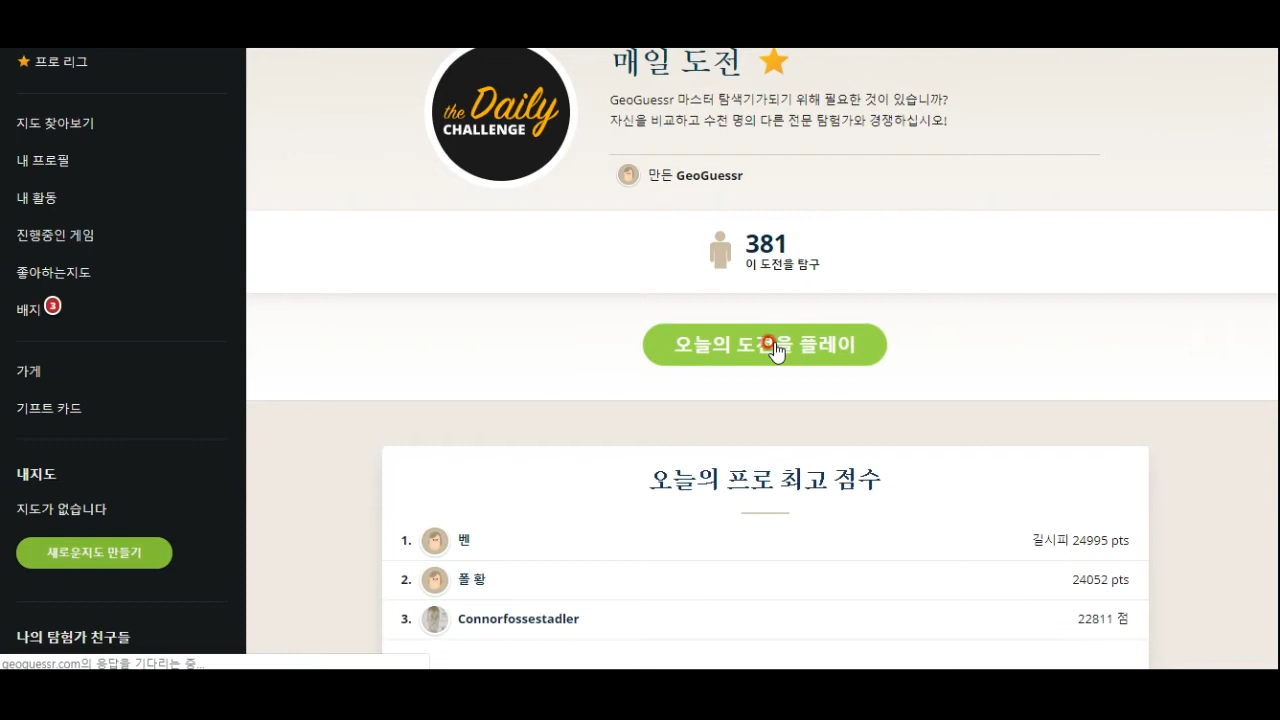 프로 리그
지도 찾아보기
내 프로필
내 활동
진행중인 게임
좋아하는지도
배지 3
가게
기프트 카드
내지도
지도가 없습니다
새로운지도 만들기
나의 탐험가 친구들
geoguessr.com의 응답을 기다리는 중...
the Daily
CHALLENGE
매일 도전
GeoGuessr 마스터 탐색기가되기 위해 필요한 것이 있습니까?
자신을 비교하고 수천 명의 다른 전문 탐험가와 경쟁하십시오!
만든 GeoGuessr
381
이 도전을 탐구
오늘의 도전을 플레이
오늘의 프로 최고 점수
1. 벤 길시피 24995 pts
2. 폴 황 24052 pts
3. Connorfossestadler 22811 점